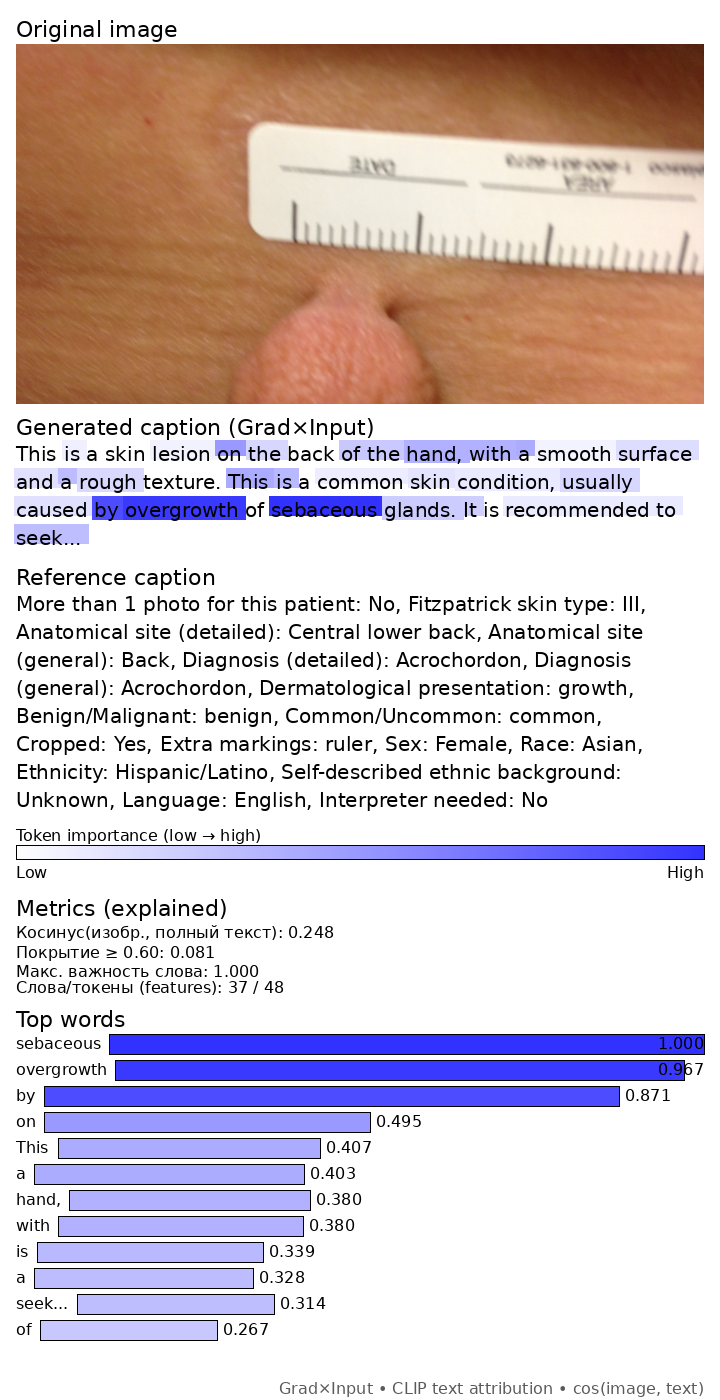 Original image
DATE
AREA
1-800-631-6273
Generated caption (Grad×Input)
This is a skin lesion on the back of the hand, with a smooth surface
and a rough texture. This is a common skin condition, usually
caused by overgrowth of sebaceous glands. It is recommended to
seek...
Reference caption
More than 1 photo for this patient: No, Fitzpatrick skin type: III,
Anatomical site (detailed): Central lower back, Anatomical site
(general): Back, Diagnosis (detailed): Acrochordon, Diagnosis
(general): Acrochordon, Dermatological presentation: growth,
Benign/Malignant: benign, Common/Uncommon: common,
Cropped: Yes, Extra markings: ruler, Sex: Female, Race: Asian,
Ethnicity: Hispanic/Latino, Self-described ethnic background:
Unknown, Language: English, Interpreter needed: No
Token importance (low → high)
Low High
Metrics (explained)
Косинус(изобр., полный текст): 0.248
Покрытие ≥ 0.60: 0.081
Макс. важность слова: 1.000
Слова/токены (features): 37 / 48
Top words
sebaceous 1.000
overgrowth 0.967
by 0.871
on 0.495
This 0.407
a 0.403
hand, 0.380
with 0.380
is 0.339
a 0.328
seek... 0.314
of 0.267
Grad×Input • CLIP text attribution • cos(image, text)